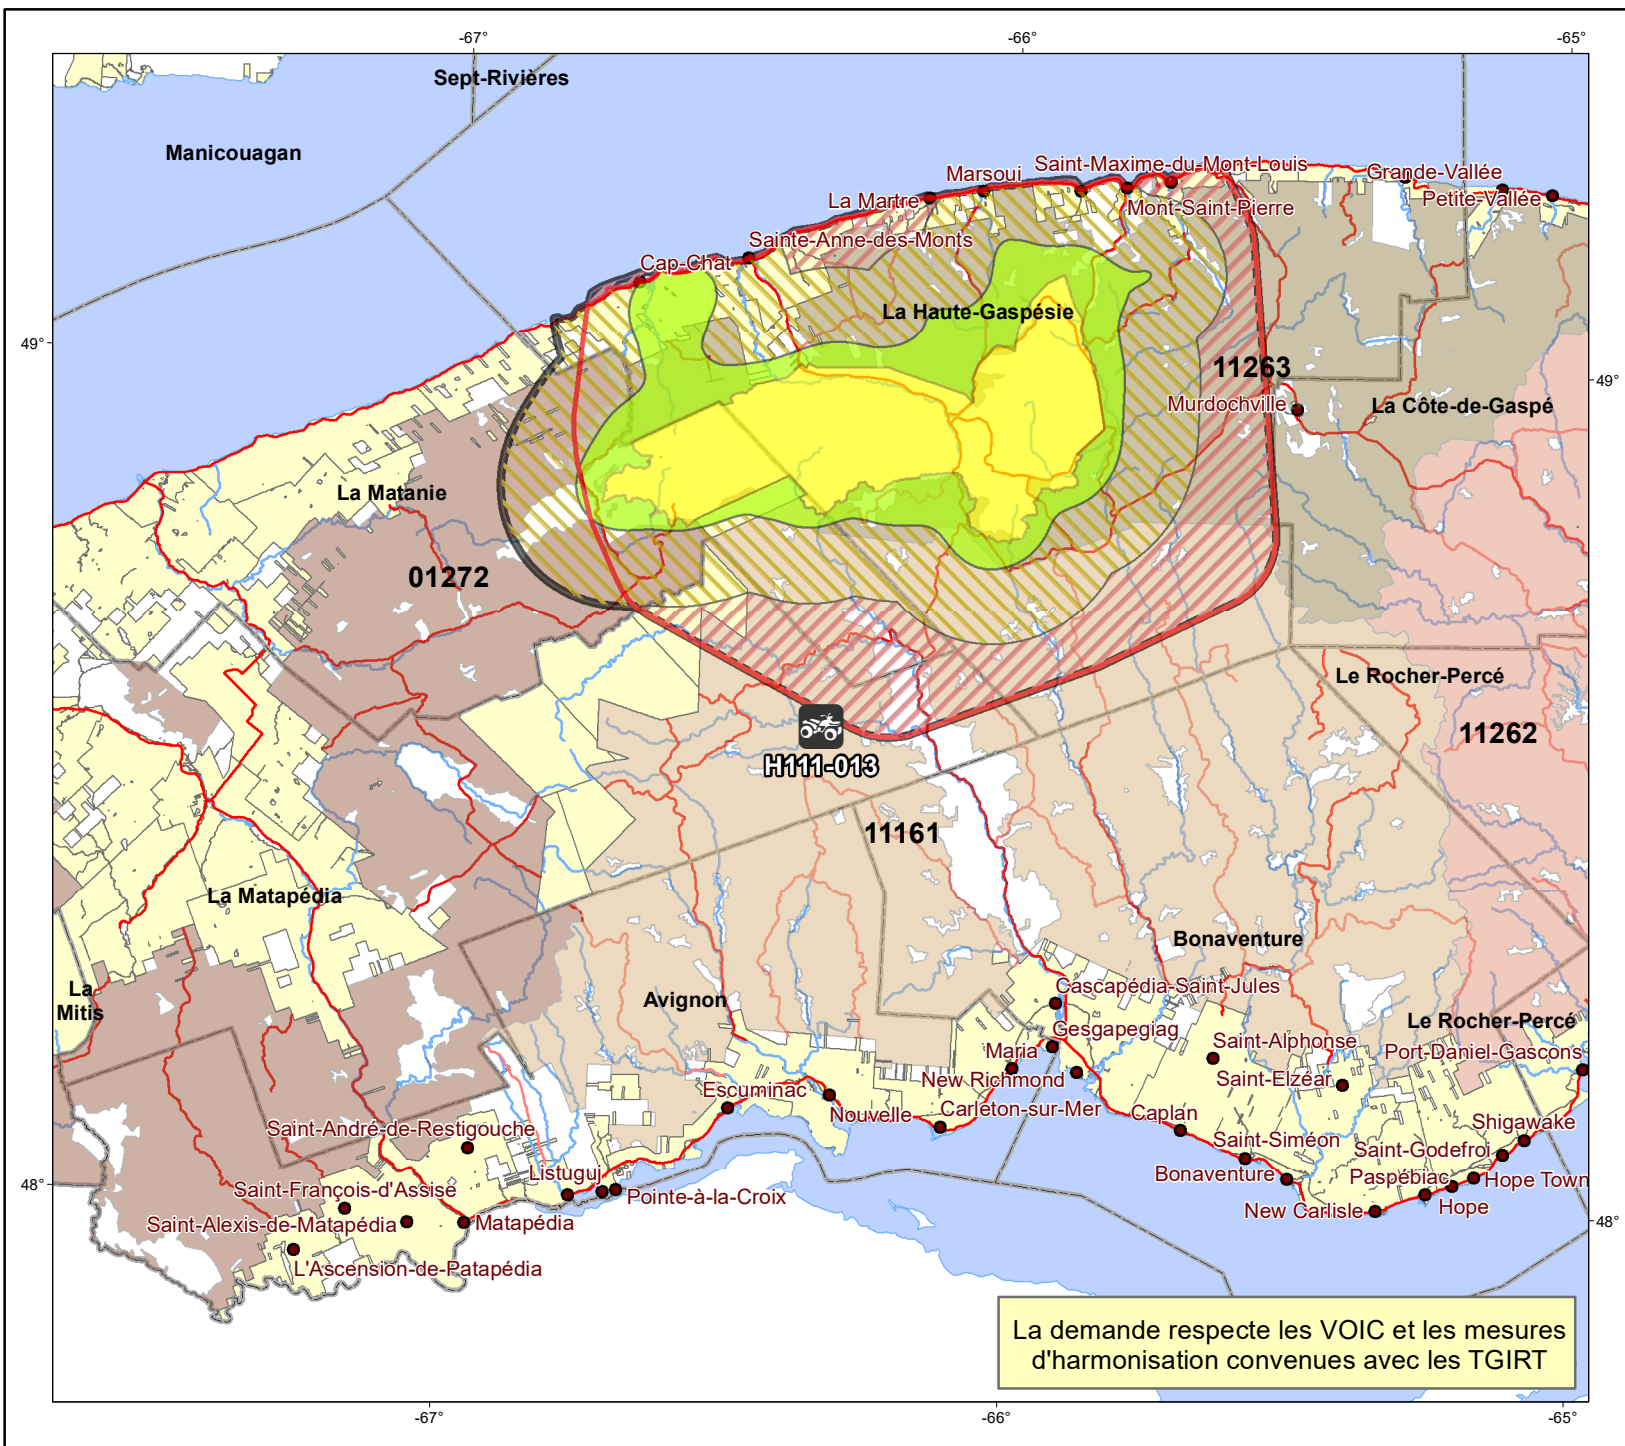 -67°
-66°
-65°
Sept-Rivières
Manicouagan
Saint-Maxime-du-Mont-Louis
Marsoui
Grande-Vallée
La Martre
Petite-Vallée
Mont-Saint-Pierre
Sainte-Anne-des-Monts
Cap-Chat
La Haute-Gaspésie
49°
49°
11263
Murdochville
La Côte-de-Gaspé
La Matanie
01272
Le Rocher-Percé
11262
H111-013
11161
La Matapédia
Bonaventure
La
Mitis
Avignon
Cascapédia-Saint-Jules
Le Rocher-Percé
Gesgapegiag
Saint-Alphonse
Maria
Port-Daniel-Gascons
New Richmond
Saint-Elzéar
Escuminac
Nouvelle
Carleton-sur-Mer
Caplan
Shigawake
Saint-André-de-Restigouche
Saint-Siméon
Saint-Godefroi
Listuguj
Bonaventure
Paspébiac
Hope Town
48°
Saint-François-d'Assise
Pointe-à-la-Croix
New Carlisle
Hope
Saint-Alexis-de-Matapédia
Matapédia
48°
L'Ascension-de-Patapédia
La demande respecte les VOIC et les mesures
d'harmonisation convenues avec les TGIRT
-67°
-66°
-65°